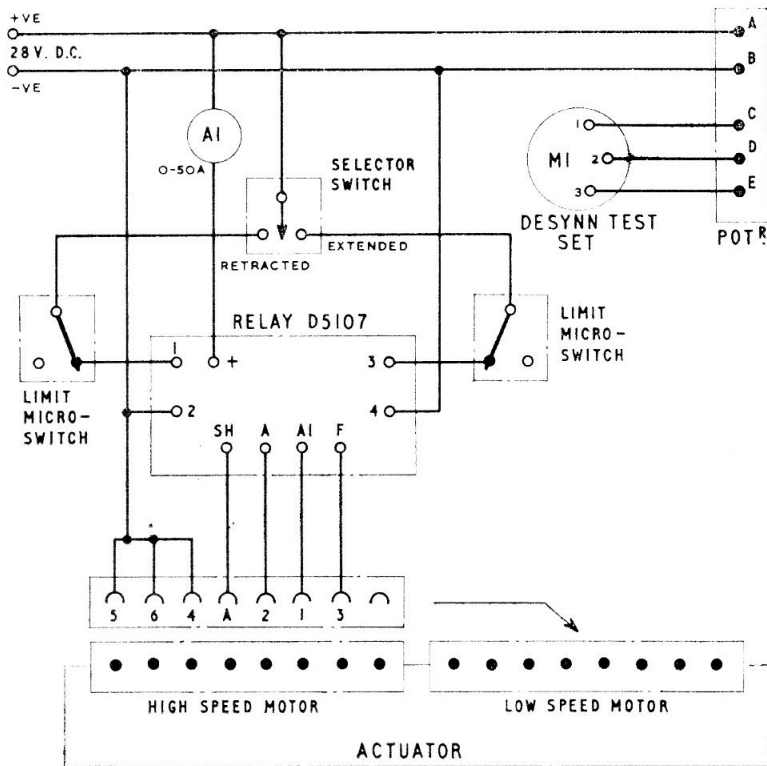 +VE
28 V. D.C.
-VE
A
B
C
D
E
POTR.
A1
0-50A
SELECTOR
SWITCH
RETRACTED
EXTENDED
1
2
3
M1
DESYNN TEST
SET
LIMIT
MICRO-
SWITCH
RELAY D5107
1
+
3
2
4
SH
A
A1
F
LIMIT
MICRO-
SWITCH
5
6
4
A
2
1
3
HIGH SPEED MOTOR
LOW SPEED MOTOR
ACTUATOR